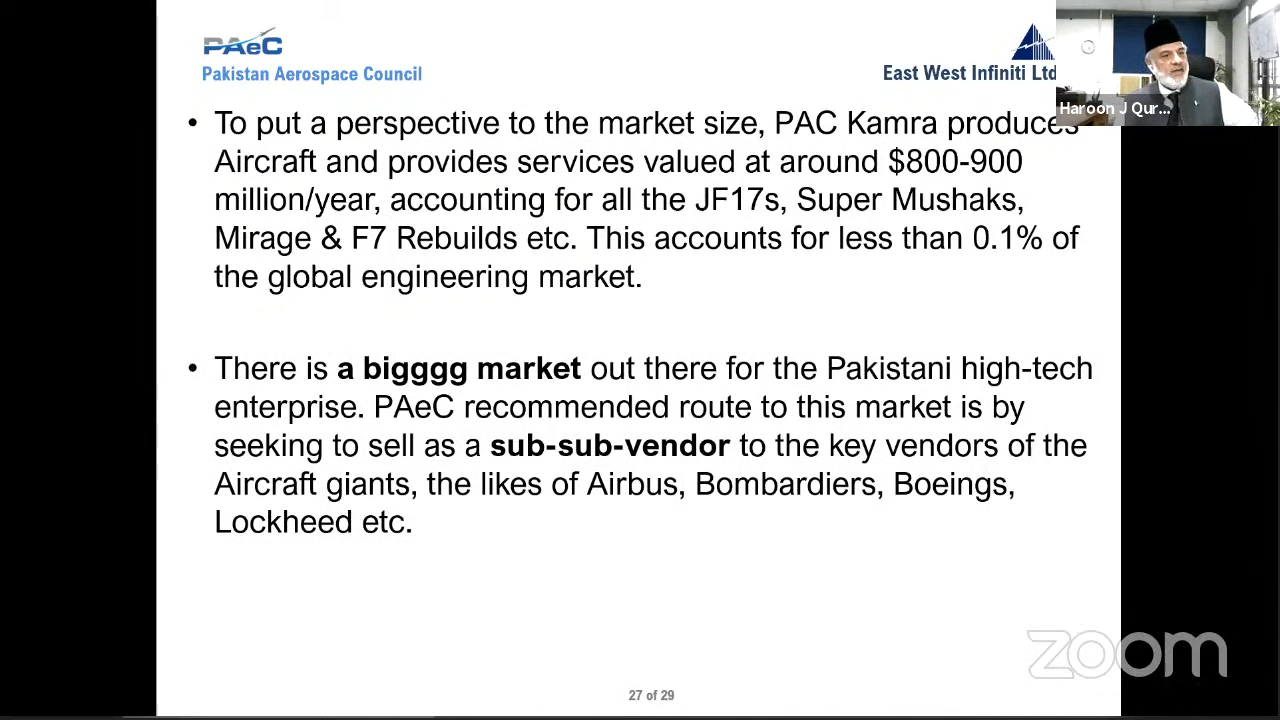 PAeC
Pakistan Aerospace Council
East West Infiniti Ltd
Haroon J Qur...
• To put a perspective to the market size, PAC Kamra produces
Aircraft and provides services valued at around $800-900
million/year, accounting for all the JF17s, Super Mushaks,
Mirage & F7 Rebuilds etc. This accounts for less than 0.1% of
the global engineering market.
• There is a bigggg market out there for the Pakistani high-tech
enterprise. PAeC recommended route to this market is by
seeking to sell as a sub-sub-vendor to the key vendors of the
Aircraft giants, the likes of Airbus, Bombardiers, Boeings,
Lockheed etc.
zoom
27 of 29